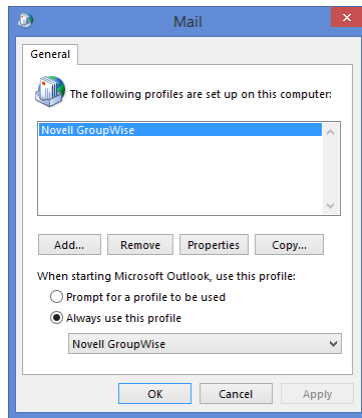 Mail
General
The following profiles are set up on this computer:
Novell GroupWise
Add...
Remove
Properties
Copy...
When starting Microsoft Outlook, use this profile:
Prompt for a profile to be used
Always use this profile
Novell GroupWise
OK
Cancel
Apply